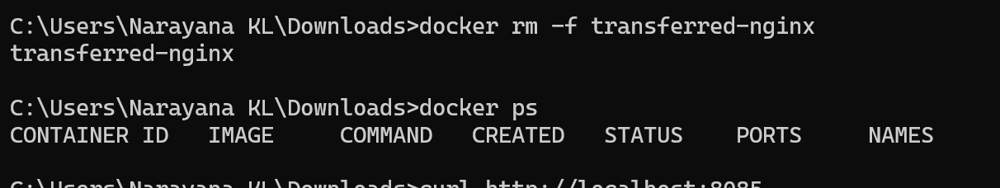 C:\Users\Narayana KL\Downloads>docker rm -f transferred-nginx
transferred-nginx
C:\Users\Narayana KL\Downloads>docker ps
CONTAINER ID   IMAGE     COMMAND   CREATED   STATUS    PORTS     NAMES
C:\Users\Narayana KL\Downloads>curl http://localhost:8085